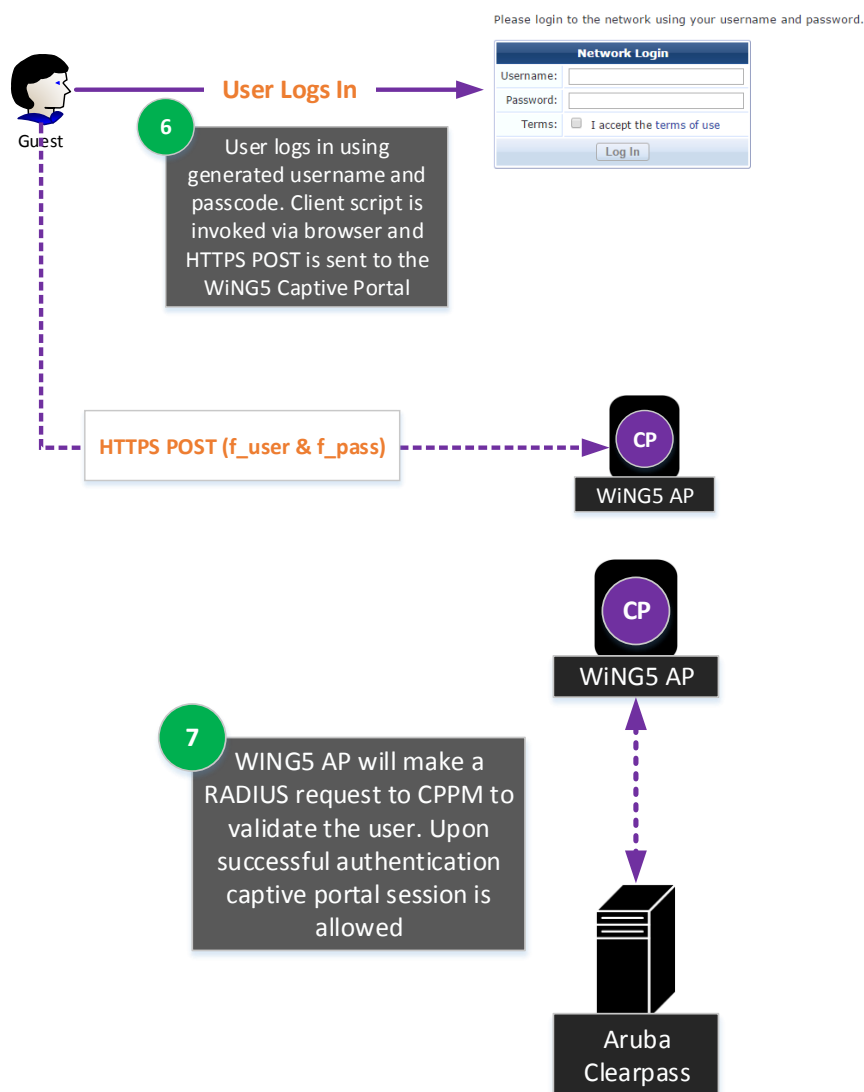 Please login to the network using your username and password.
Network Login
Username:
Password:
Terms: I accept the terms of use
Log In
Guest
User Logs In
6
User logs in using
generated username and
passcode. Client script is
invoked via browser and
HTTPS POST is sent to the
WiNG5 Captive Portal
HTTPS POST (f_user & f_pass)
CP
WiNG5 AP
CP
WiNG5 AP
7
WING5 AP will make a
RADIUS request to CPPM to
validate the user. Upon
successful authentication
captive portal session is
allowed
Aruba
Clearpass